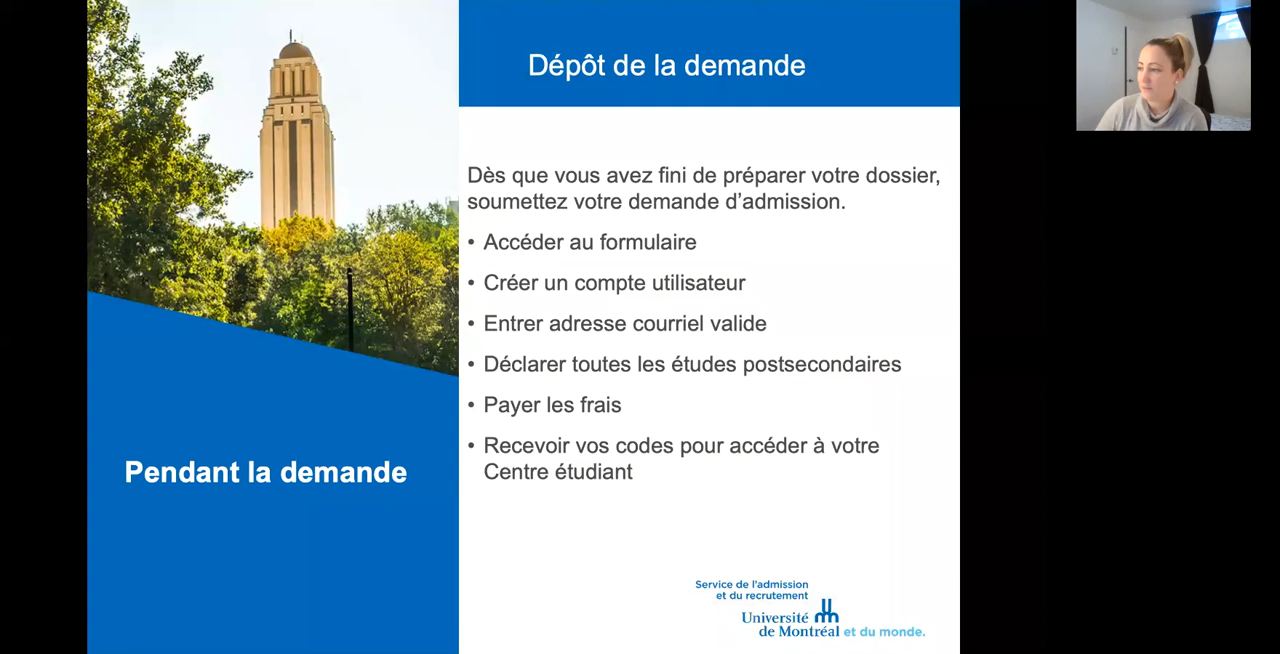 Dépôt de la demande
Dès que vous avez fini de préparer votre dossier,
soumettez votre demande d’admission.
• Accéder au formulaire
• Créer un compte utilisateur
• Entrer adresse courriel valide
• Déclarer toutes les études postsecondaires
• Payer les frais
• Recevoir vos codes pour accéder à votre
Centre étudiant
Pendant la demande
Service de l’admission
et du recrutement
Université
de Montréal et du monde.